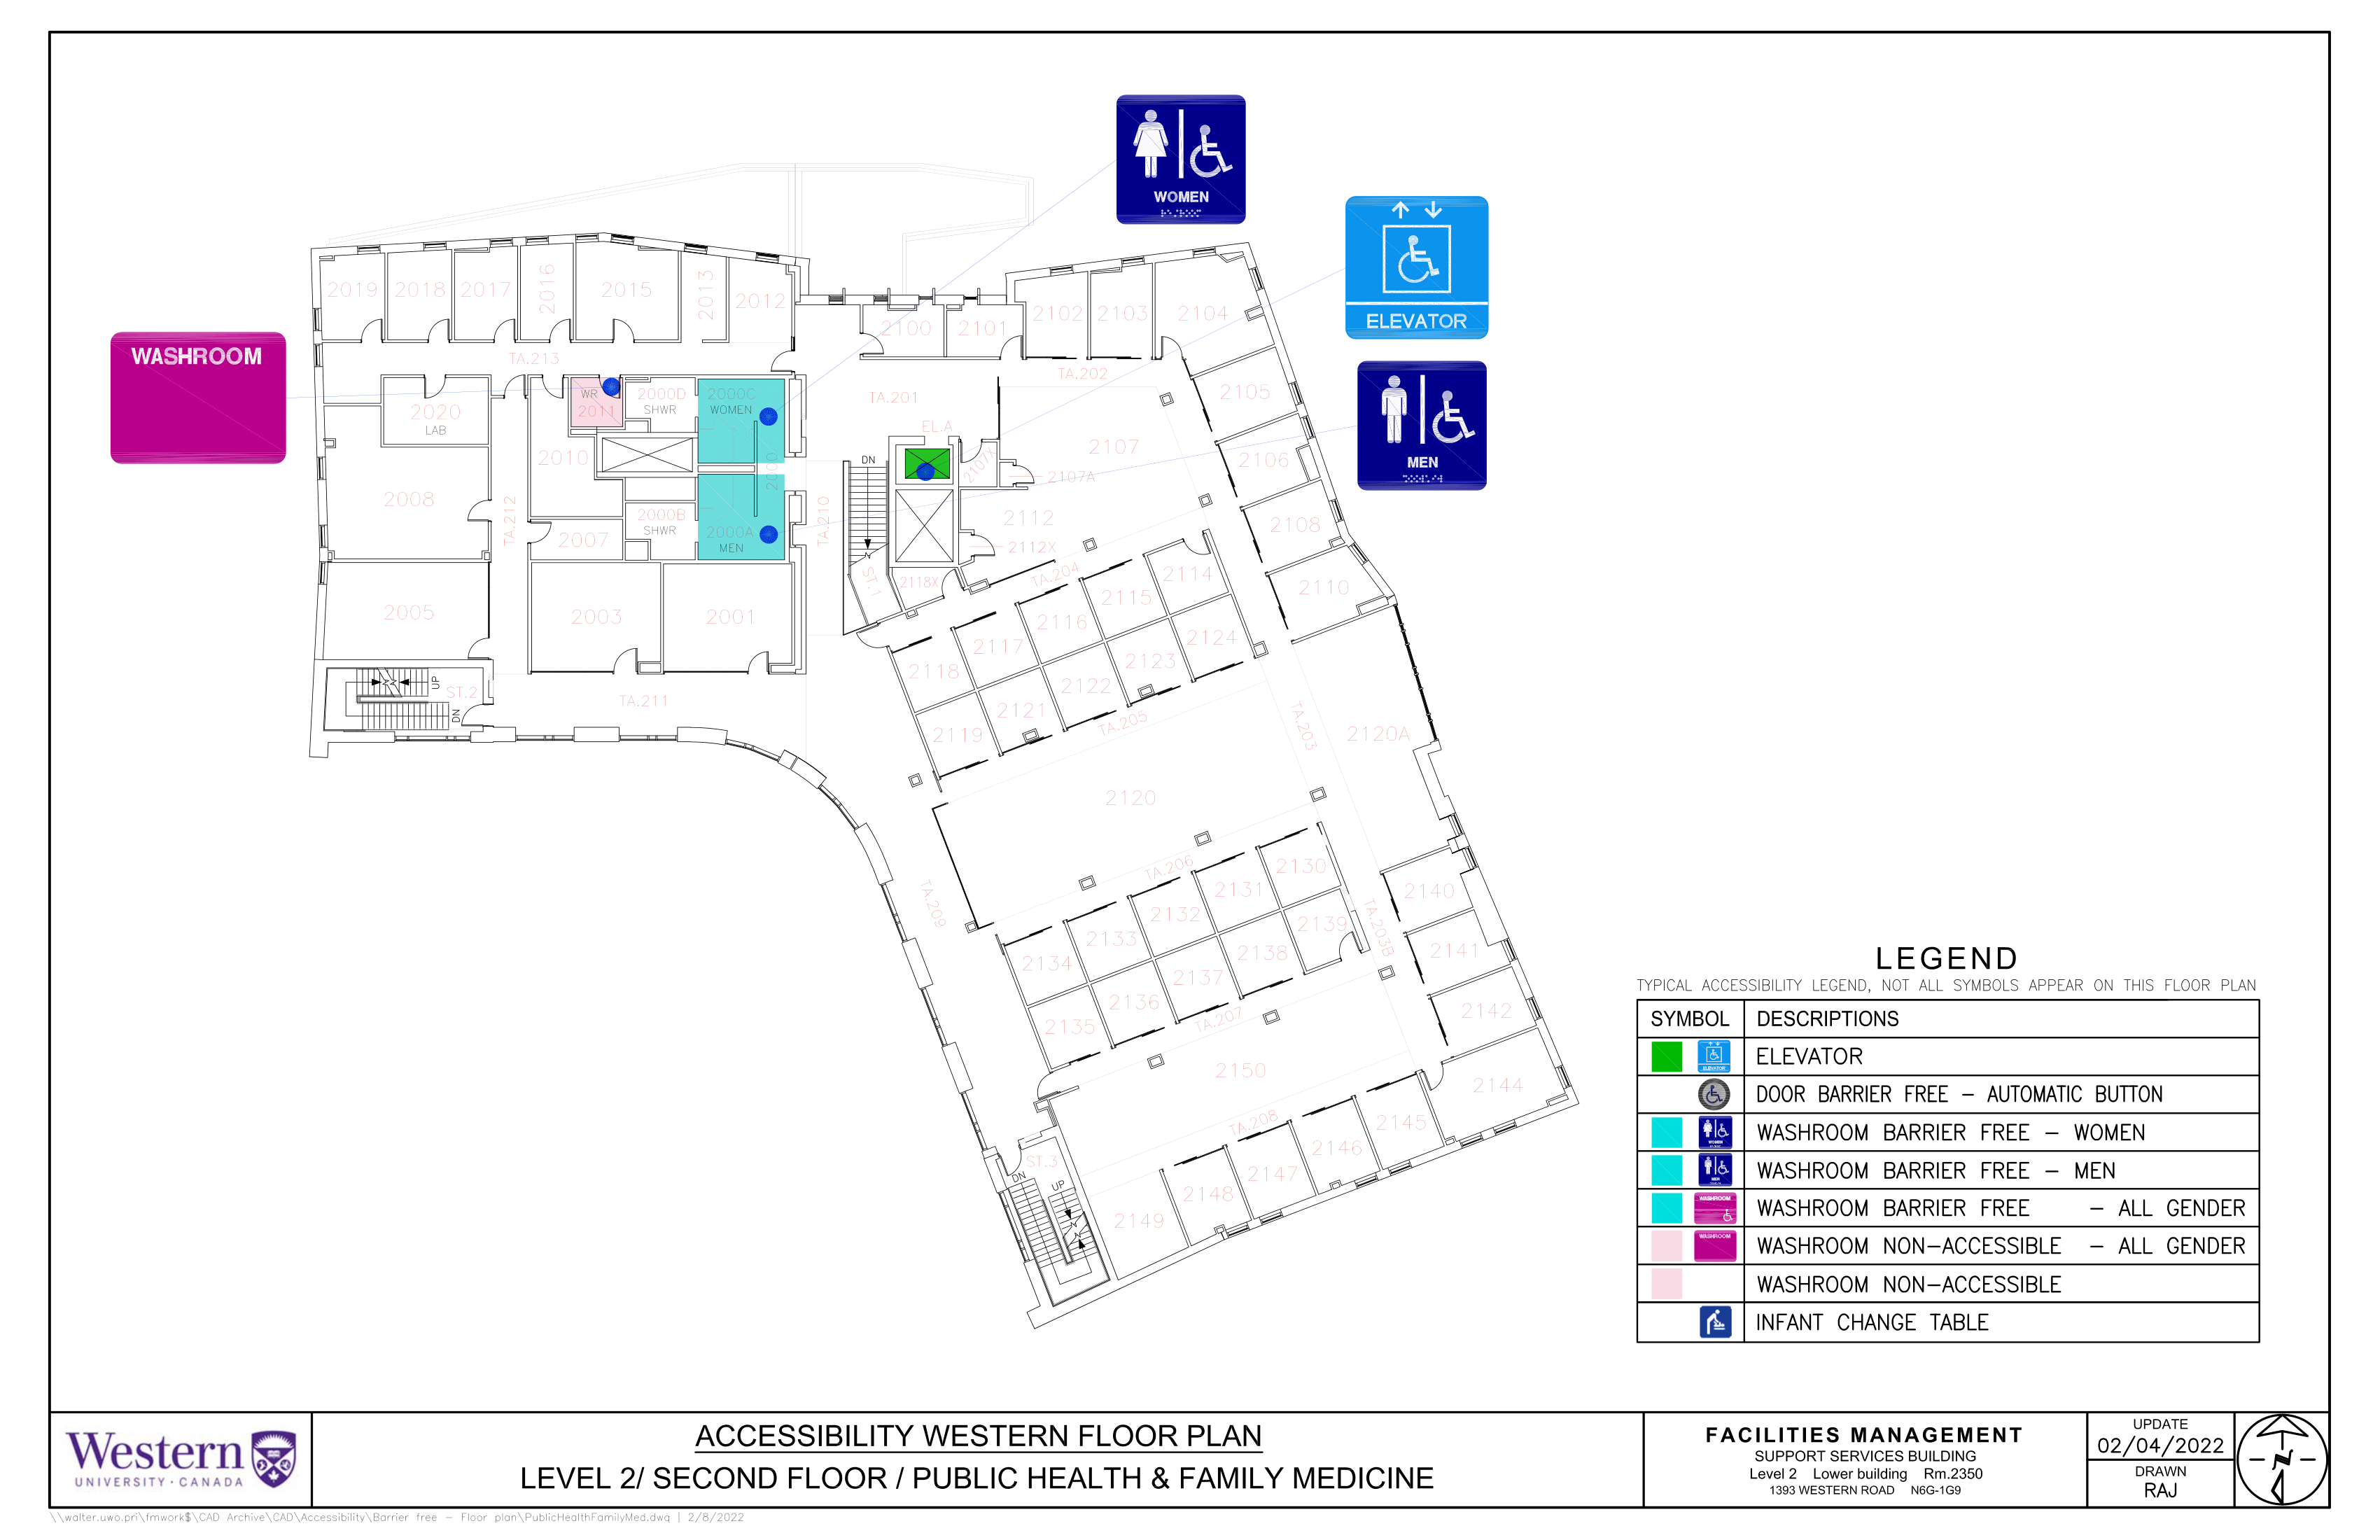 WOMEN
ELEVATOR
MEN
WASHROOM
2019
2018
2017
2016
2015
2013
2012
2100
2101
2102
2103
2104
TA.213
TA.202
TA.201
2020
LAB
WR
2011
2000D
SHWR
2000C
WOMEN
2105
EL.A
2107
2107X
2107A
2106
2010
2000
DN
2008
TA.212
2000B
SHWR
2000A
MEN
TA.210
2112
2112X
2108
2007
2118X
ST.1
TA.204
2114
2110
2005
2003
2001
2115
2116
2117
2118
2124
2123
2122
2121
2119
UP
ST.2
DN
TA.211
TA.205
TA.203
2120A
2120
TA.206
TA.209
2130
2131
2132
2133
2134
2139
2138
2137
2136
2135
TA.203B
2140
2141
2142
TA.207
2150
2144
TA.208
2145
2146
2147
2148
2149
ST.3
DN
UP
LEGEND
TYPICAL ACCESSIBILITY LEGEND, NOT ALL SYMBOLS APPEAR ON THIS FLOOR PLAN
SYMBOL DESCRIPTIONS
ELEVATOR ELEVATOR
DOOR BARRIER FREE - AUTOMATIC BUTTON
WOMEN WASHROOM BARRIER FREE - WOMEN
MEN WASHROOM BARRIER FREE - MEN
WASHROOM WASHROOM BARRIER FREE - ALL GENDER
WASHROOM WASHROOM NON-ACCESSIBLE - ALL GENDER
WASHROOM NON-ACCESSIBLE
INFANT CHANGE TABLE
Western
UNIVERSITY · CANADA
ACCESSIBILITY WESTERN FLOOR PLAN
LEVEL 2/ SECOND FLOOR / PUBLIC HEALTH & FAMILY MEDICINE
FACILITIES MANAGEMENT
SUPPORT SERVICES BUILDING
Level 2 Lower building Rm.2350
1393 WESTERN ROAD N6G-1G9
UPDATE
02/04/2022
DRAWN
RAJ
N
\\walter.uwo.pri\fmwork$\CAD Archive\CAD\Accessibility\Barrier free - Floor plan\PublicHealthFamilyMed.dwg | 2/8/2022